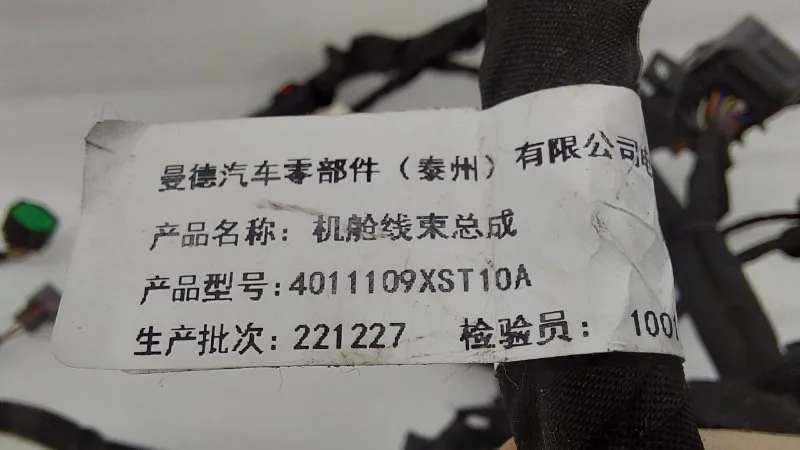 曼德汽车零部件（泰州）有限公司
产品名称：机舱线束总成
产品型号：4011109XST10A
生产批次：221227 检验员：1001